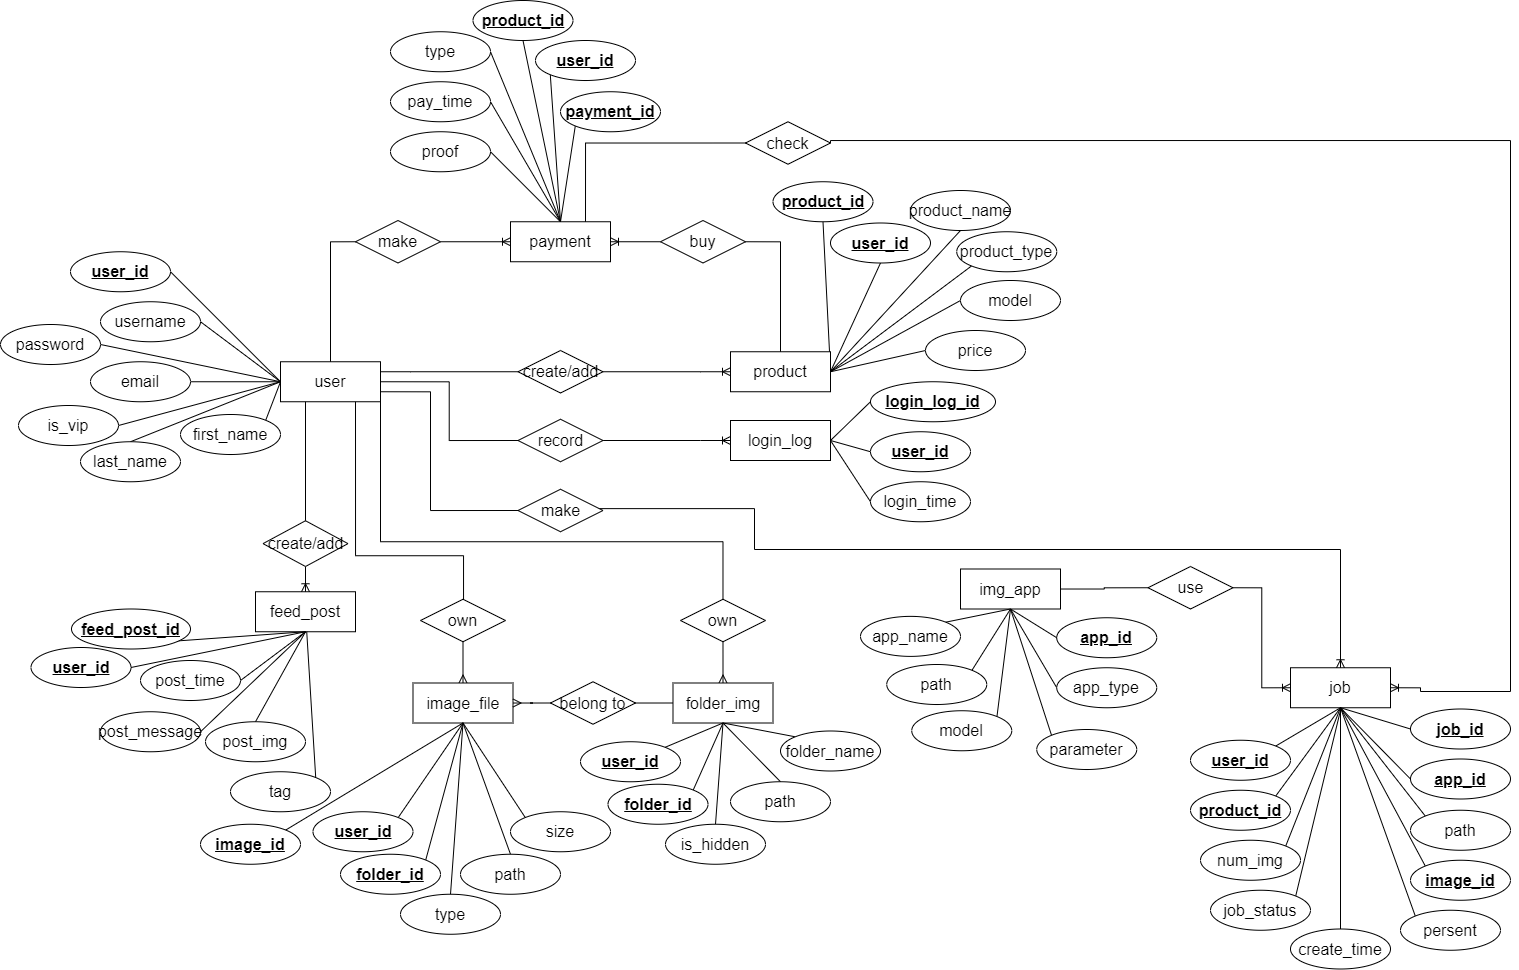 product_id
type
user_id
pay_time
payment_id
proof
check
product_id
product_name
make
payment
buy
user_id
product_type
user_id
model
username
password
price
email
user
create/add
product
is_vip
first_name
last_name
record
login_log
login_log_id
user_id
login_time
make
create/add
feed_post
own
own
img_app
use
feed_post_id
user_id
post_time
post_message
post_img
tag
image_file
belong to
folder_img
app_name
app_id
path
app_type
model
parameter
job
user_id
folder_name
folder_id
path
is_hidden
image_id
user_id
size
folder_id
path
type
job_id
user_id
app_id
product_id
path
num_img
image_id
job_status
persent
create_time